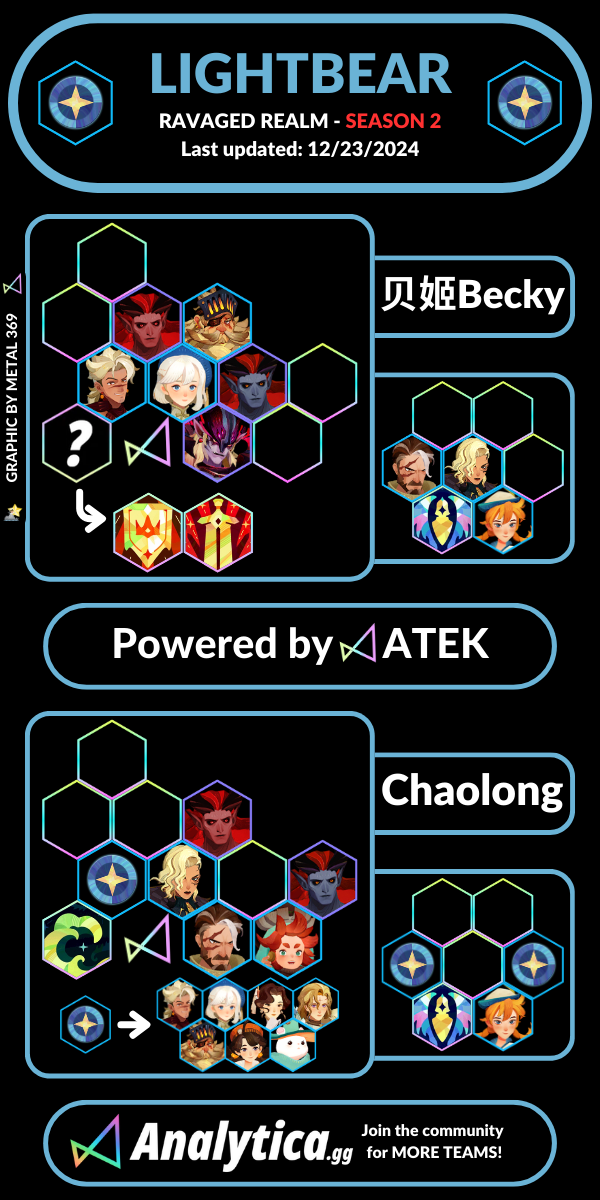 LIGHTBEAR
RAVAGED REALM - SEASON 2
Last updated: 12/23/2024
GRAPHIC BY METAL 369
贝姬Becky
?
Powered by ATEK
Chaolong
Analytica.gg
Join the community
for MORE TEAMS!